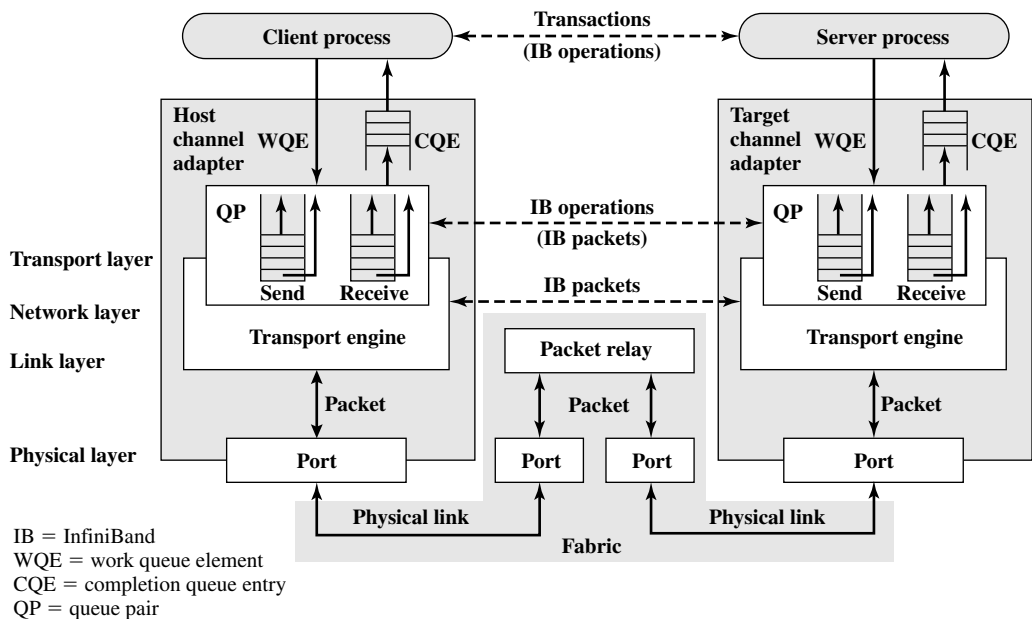 Client process
Transactions
(IB operations)
Server process
Host
channel
adapter
WQE
CQE
Target
channel
adapter
WQE
CQE
QP
Send
Receive
IB operations
(IB packets)
QP
Send
Receive
Transport layer
IB packets
Network layer
Transport engine
Transport engine
Link layer
Packet relay
Packet
Packet
Packet
Physical layer
Port
Port
Port
Port
Physical link
Physical link
Fabric
IB = InfiniBand
WQE = work queue element
CQE = completion queue entry
QP = queue pair